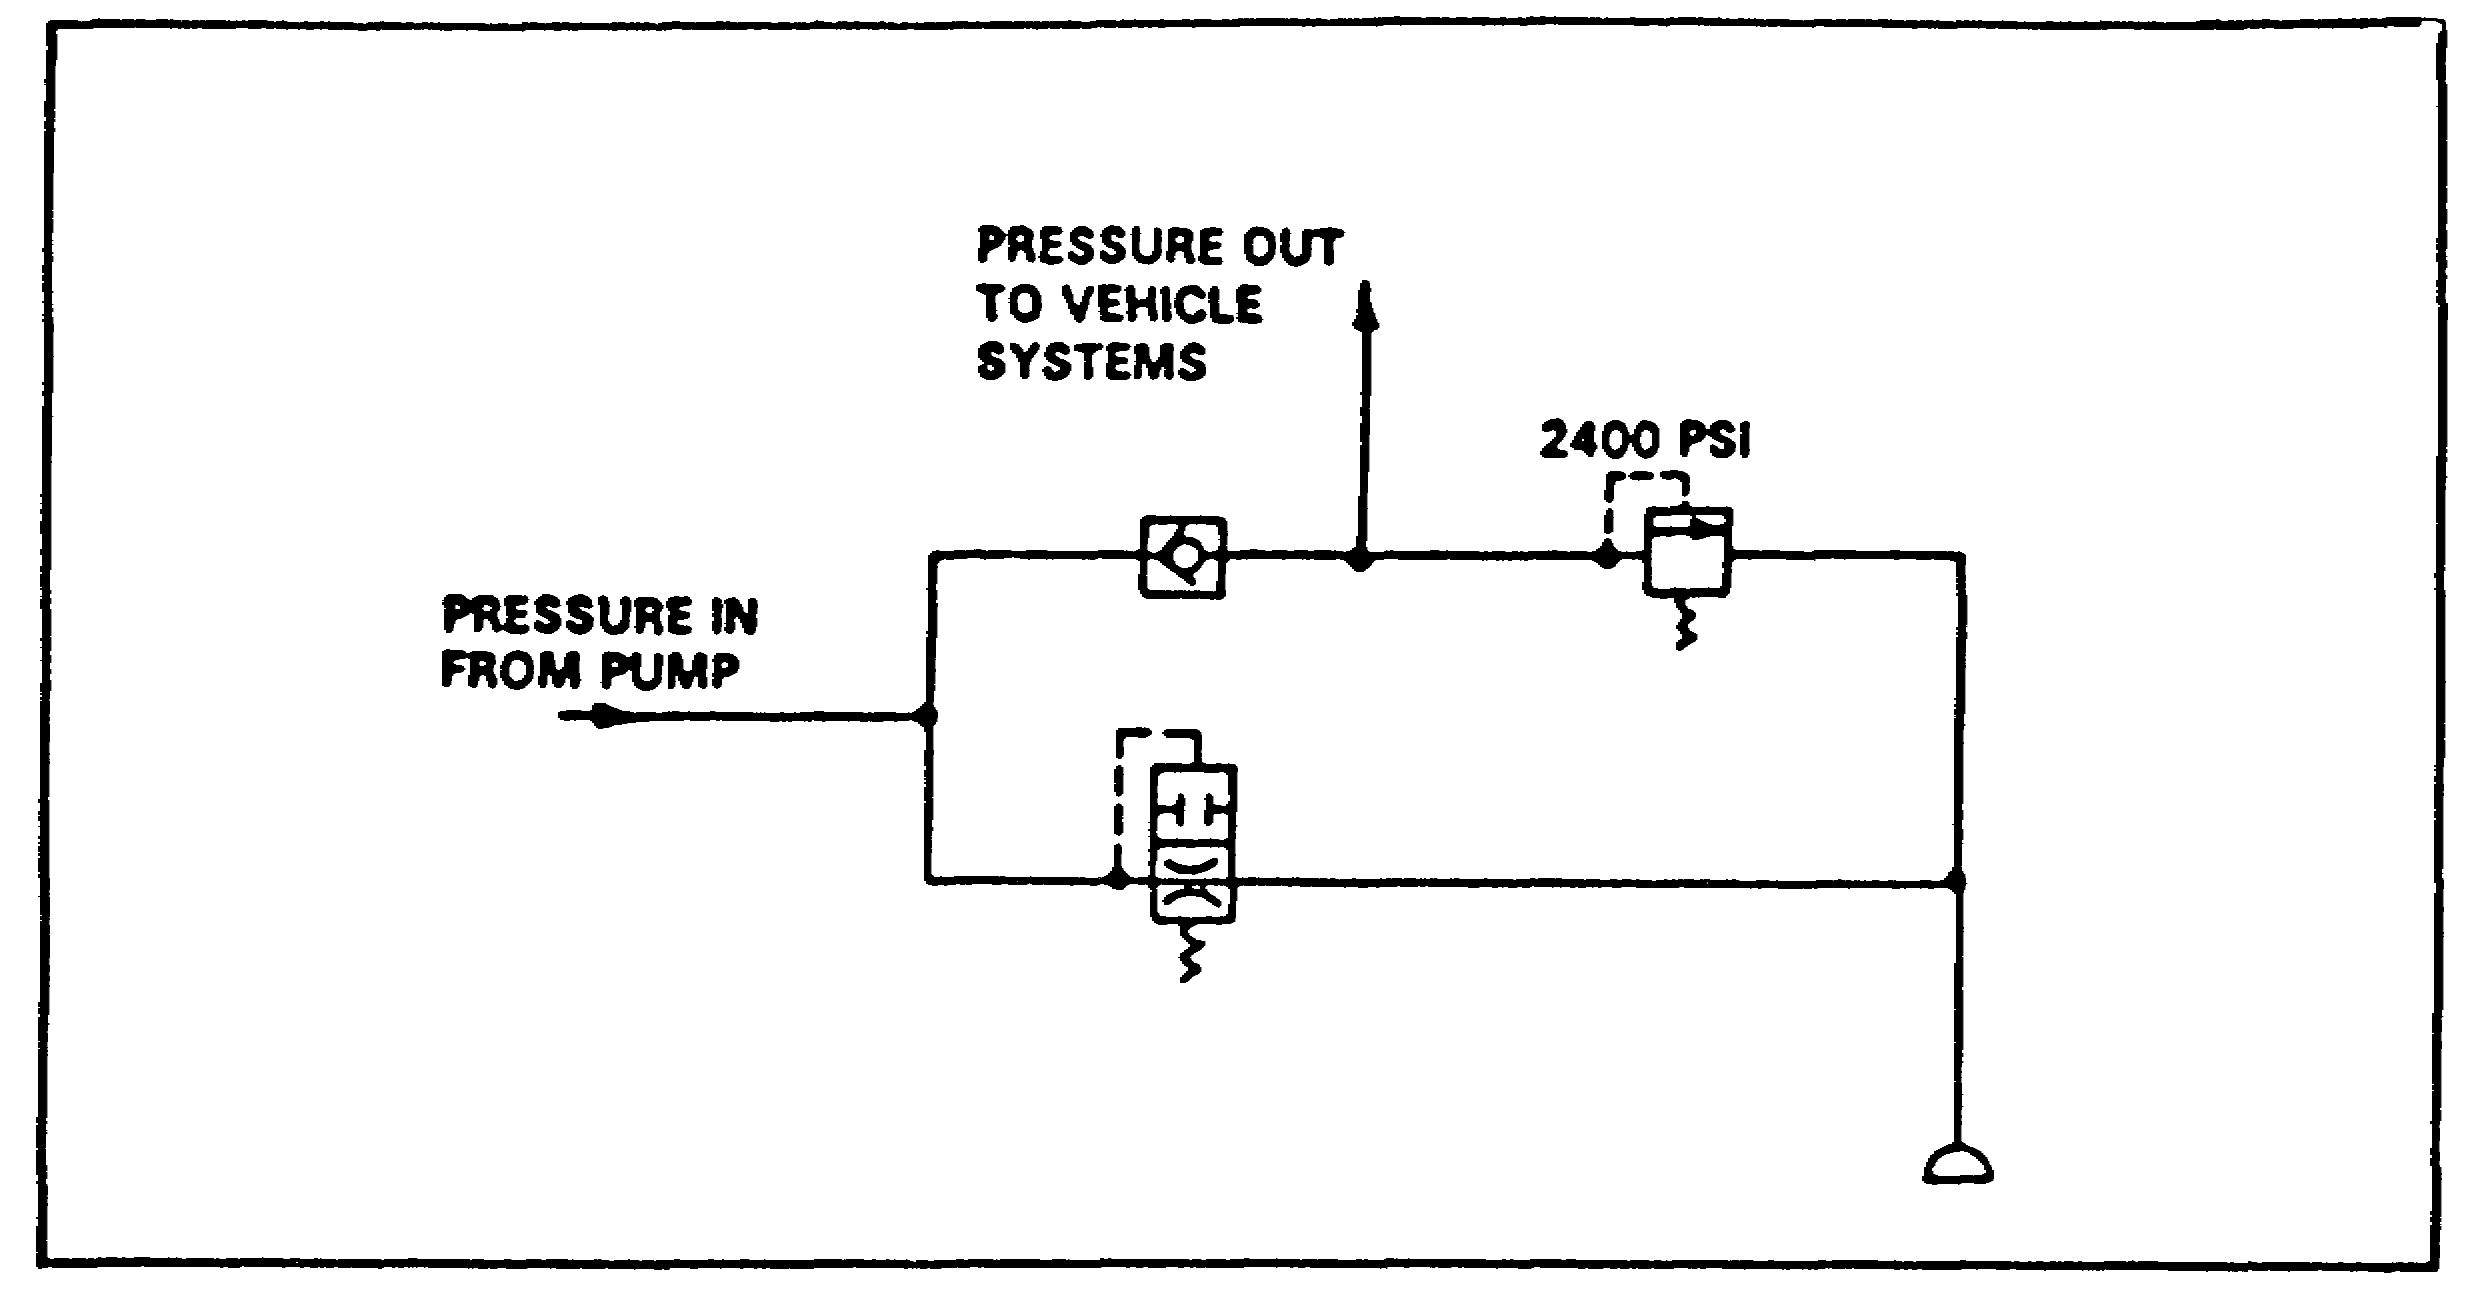 PRESSURE OUT
TO VEHICLE
SYSTEMS
2400 PSI
PRESSURE IN
FROM PUMP